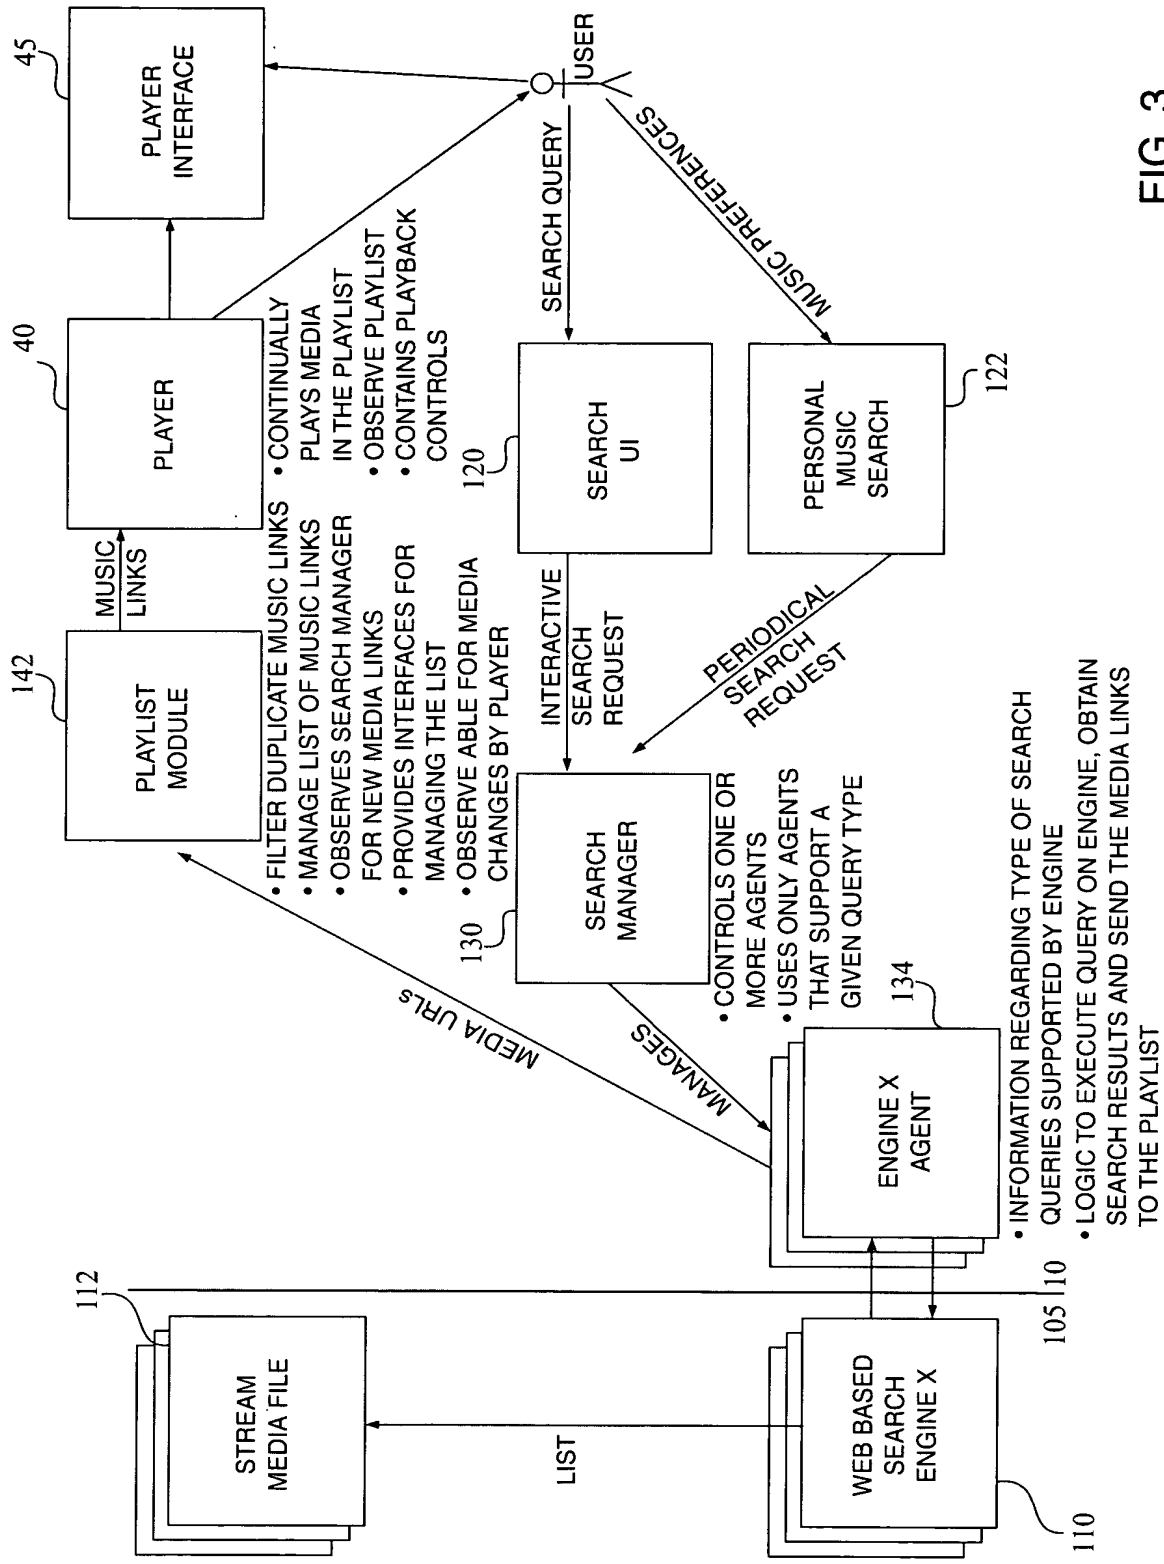 112
STREAM
MEDIA FILE
LIST
WEB BASED
SEARCH
ENGINE X
110
105
10
142
PLAYLIST
MODULE
MUSIC
LINKS
• FILTER DUPLICATE MUSIC LINKS
• MANAGE LIST OF MUSIC LINKS
• OBSERVES SEARCH MANAGER
FOR NEW MEDIA LINKS
• PROVIDES INTERFACES FOR
MANAGING THE LIST
• OBSERVE ABLE FOR MEDIA
CHANGES BY PLAYER
40
PLAYER
• CONTINUALLY
PLAYS MEDIA
IN THE PLAYLIST
• OBSERVE PLAYLIST
• CONTAINS PLAYBACK
CONTROLS
45
PLAYER
INTERFACE
USER
SEARCH QUERY
MUSIC PREFERENCES
120
SEARCH
UI
PERSONAL
MUSIC
SEARCH
122
INTERACTIVE
SEARCH
REQUEST
PERIODICAL
SEARCH
REQUEST
130
SEARCH
MANAGER
• CONTROLS ONE OR
MORE AGENTS
• USES ONLY AGENTS
THAT SUPPORT A
GIVEN QUERY TYPE
MEDIA URLs
MANAGES
134
ENGINE X
AGENT
• INFORMATION REGARDING TYPE OF SEARCH
QUERIES SUPPORTED BY ENGINE
• LOGIC TO EXECUTE QUERY ON ENGINE, OBTAIN
SEARCH RESULTS AND SEND THE MEDIA LINKS
TO THE PLAYLIST
FIG. 3